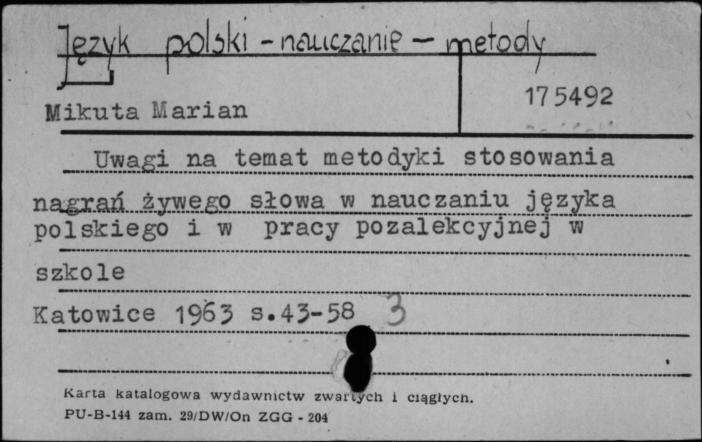 Język polski - nauczanie - metody
Mikuta Marian
175492
Uwagi na temat metodyki stosowania
nagrań żywego słowa w nauczaniu języka
polskiego i w pracy pozalekcyjnej w
szkole
Katowice 1963 s.43-58 3
Karta katalogowa wydawnictw zwartych i ciągłych.
PU-B-144 zam. 29/DW/On ZGG - 204